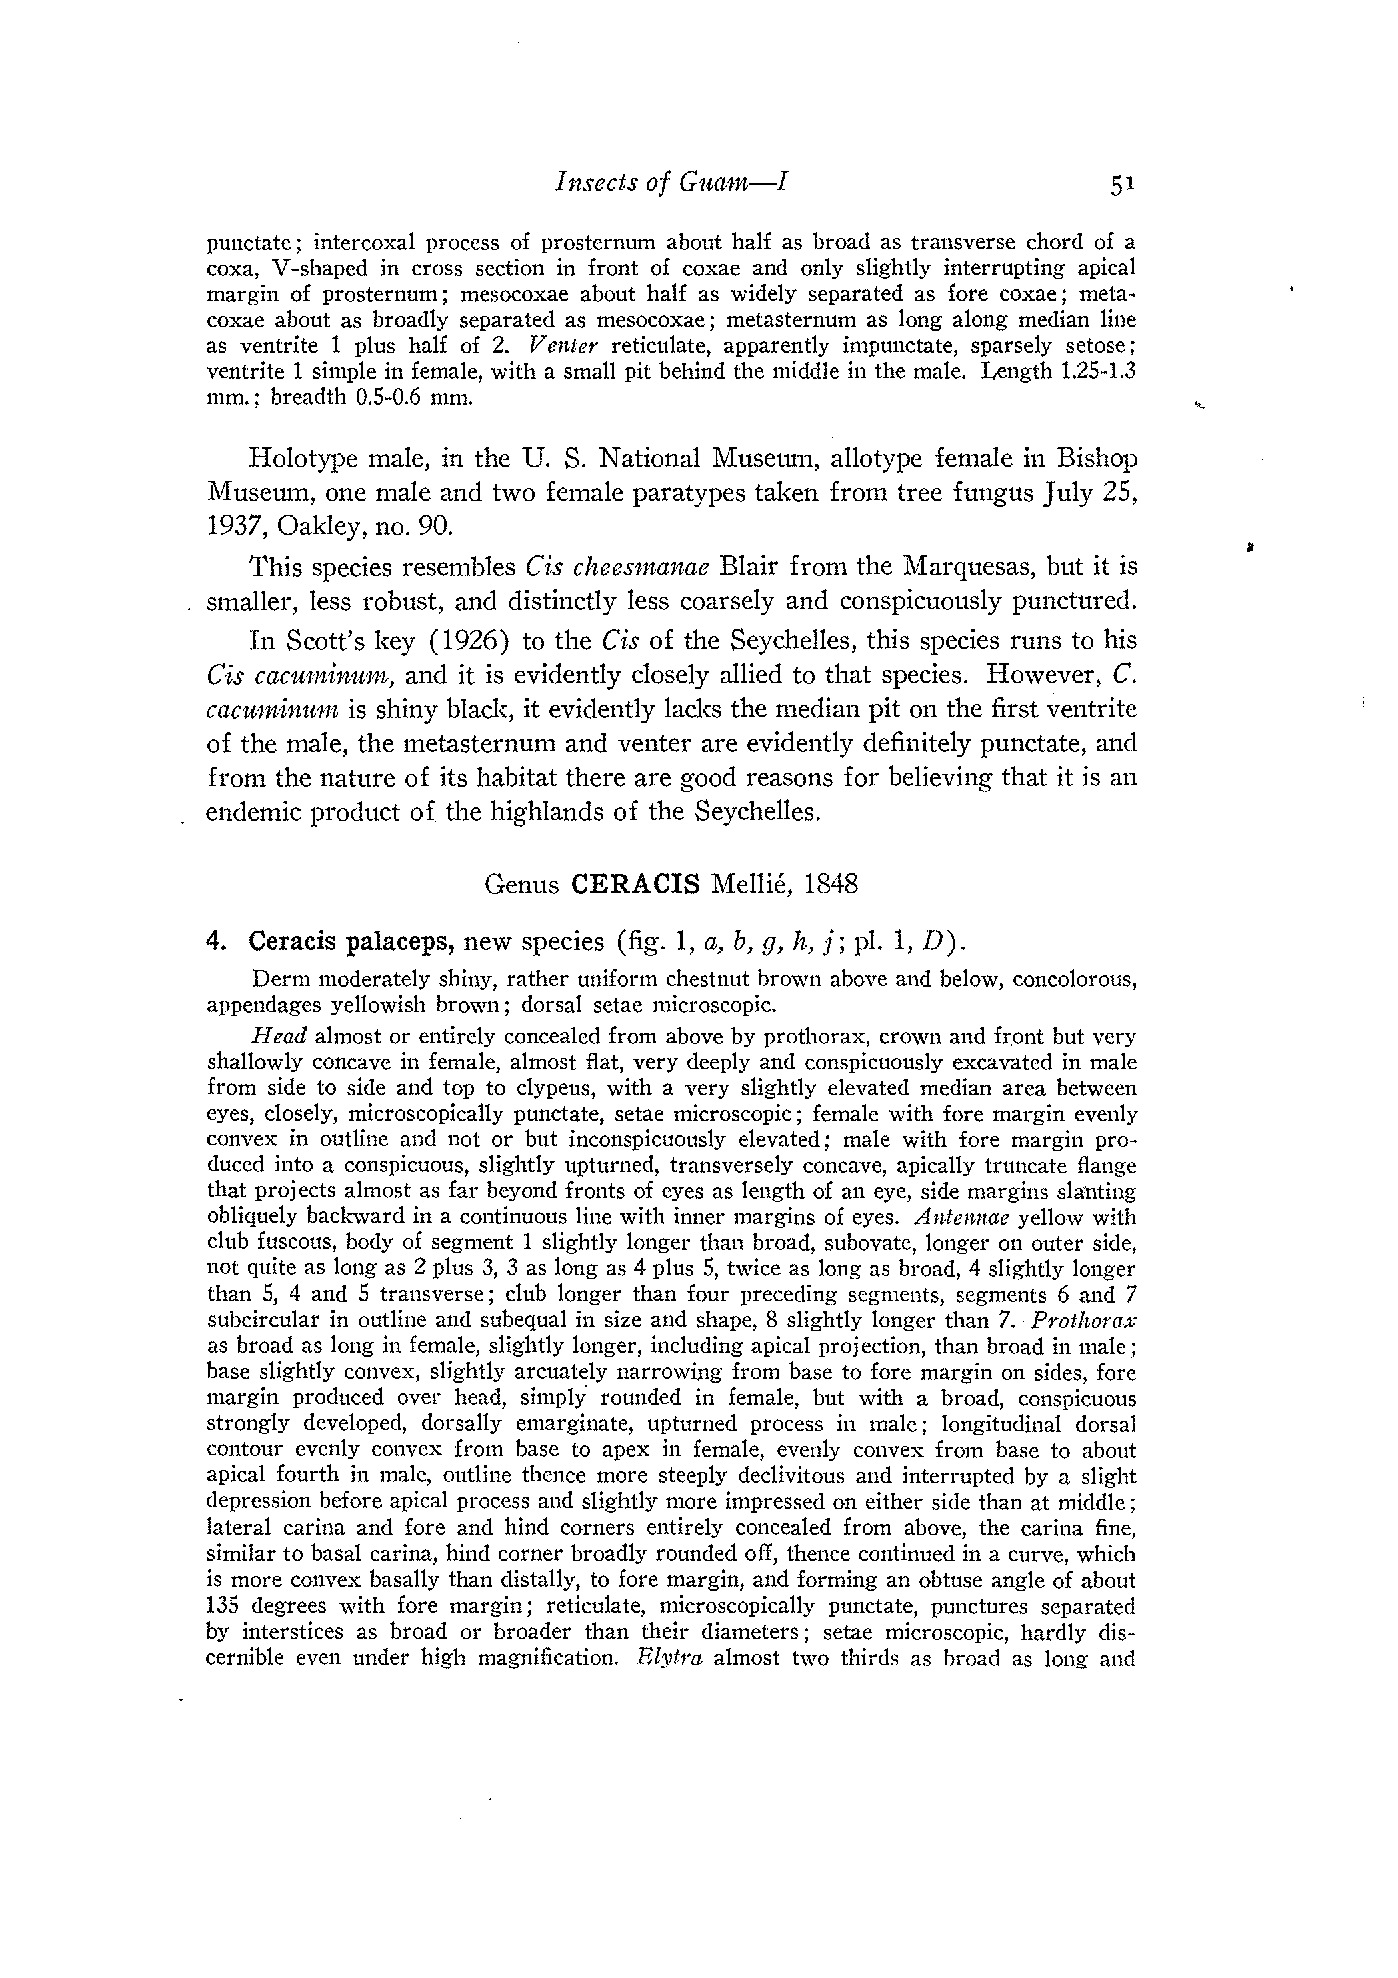 Insects of Guam—I 51
punctate; intercoxal process of prosternum about half as broad as transverse chord of a
coxa, V-shaped in cross section in front of coxae and only slightly interrupting apical
margin of prosternum; mesocoxae about half as widely separated as fore coxae; meta-
coxae about as broadly separated as mesocoxae; metasternum as long along median line
as ventrite 1 plus half of 2. Venter reticulate, apparently impunctate, sparsely setose;
ventrite 1 simple in female, with a small pit behind the middle in the male. Length 1.25-1.3
mm.; breadth 0.5-0.6 mm.
Holotype male, in the U. S. National Museum, allotype female in Bishop
Museum, one male and two female paratypes taken from tree fungus July 25,
1937, Oakley, no. 90.
This species resembles Cis cheesmanae Blair from the Marquesas, but it is
smaller, less robust, and distinctly less coarsely and conspicuously punctured.
In Scott's key (1926) to the Cis of the Seychelles, this species runs to his
Cis cacuminum, and it is evidently closely allied to that species. However, C.
cacuminum is shiny black, it evidently lacks the median pit on the first ventrite
of the male, the metasternum and venter are evidently definitely punctate, and
from the nature of its habitat there are good reasons for believing that it is an
endemic product of the highlands of the Seychelles.
Genus CERACIS Mellié, 1848
4. Ceracis palaceps, new species (fig. 1, a, b, g, h, j; pl. 1, D).
Derm moderately shiny, rather uniform chestnut brown above and below, concolorous,
appendages yellowish brown; dorsal setae microscopic.
Head almost or entirely concealed from above by prothorax, crown and front but very
shallowly concave in female, almost flat, very deeply and conspicuously excavated in male
from side to side and top to clypeus, with a very slightly elevated median area between
eyes, closely, microscopically punctate, setae microscopic; female with fore margin evenly
convex in outline and not or but inconspicuously elevated; male with fore margin pro-
duced into a conspicuous, slightly upturned, transversely concave, apically truncate flange
that projects almost as far beyond fronts of eyes as length of an eye, side margins slanting
obliquely backward in a continuous line with inner margins of eyes. Antennae yellow with
club fuscous, body of segment 1 slightly longer than broad, subovate, longer on outer side,
not quite as long as 2 plus 3, 3 as long as 4 plus 5, twice as long as broad, 4 slightly longer
than 5, 4 and 5 transverse; club longer than four preceding segments, segments 6 and 7
subcircular in outline and subequal in size and shape, 8 slightly longer than 7. Prothorax
as broad as long in female, slightly longer, including apical projection, than broad in male;
base slightly convex, slightly arcuately narrowing from base to fore margin on sides, fore
margin produced over head, simply rounded in female, but with a broad, conspicuous
strongly developed, dorsally emarginate, upturned process in male; longitudinal dorsal
contour evenly convex from base to apex in female, evenly convex from base to about
apical fourth in male, outline thence more steeply declivitous and interrupted by a slight
depression before apical process and slightly more impressed on either side than at middle;
lateral carina and fore and hind corners entirely concealed from above, the carina fine,
similar to basal carina, hind corner broadly rounded off, thence continued in a curve, which
is more convex basally than distally, to fore margin, and forming an obtuse angle of about
135 degrees with fore margin; reticulate, microscopically punctate, punctures separated
by interstices as broad or broader than their diameters; setae microscopic, hardly dis-
cernible even under high magnification. Elytra almost two thirds as broad as long and